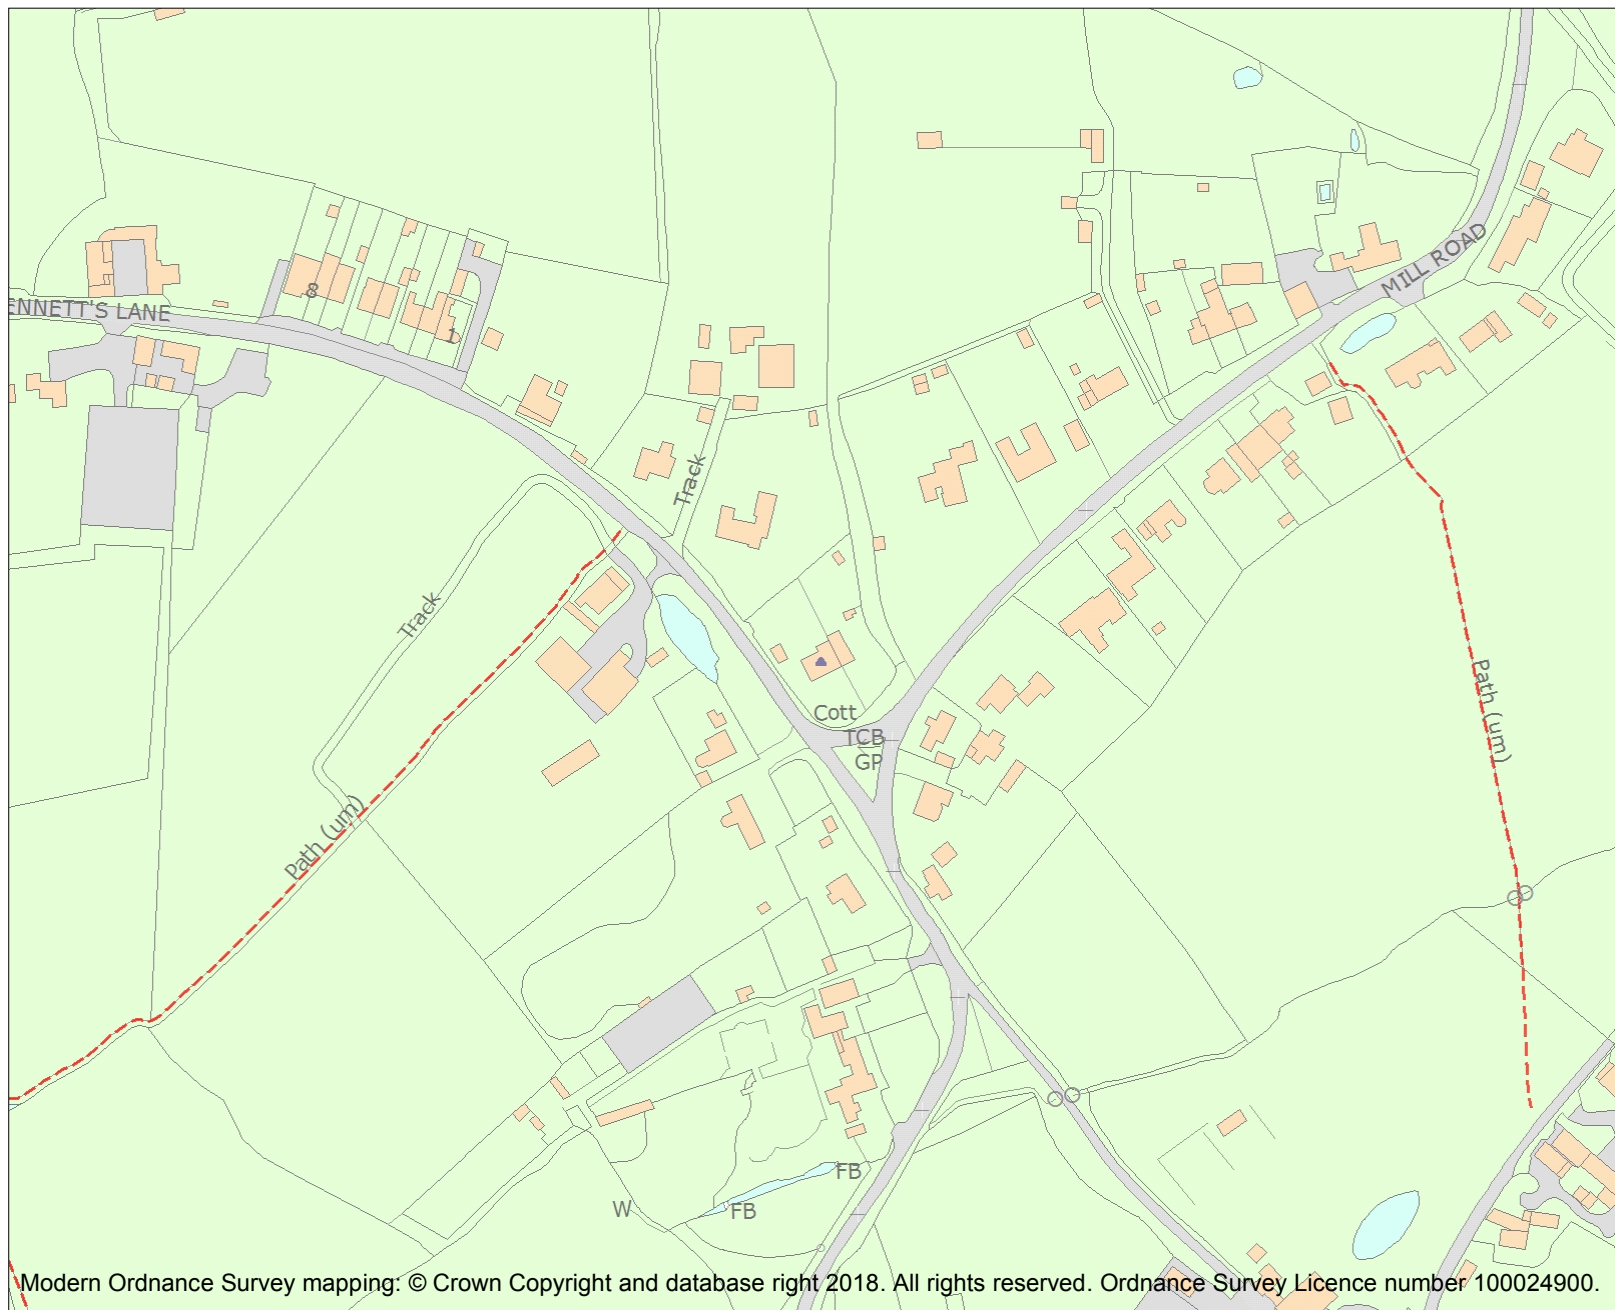 MILL ROAD
ENNETT'S LANE
8
1
Track
Track
Path (um)
Cott
TCB
GP
Path (um)
FB
W
FB
Modern Ordnance Survey mapping: © Crown Copyright and database right 2018. All rights reserved. Ordnance Survey Licence number 100024900.